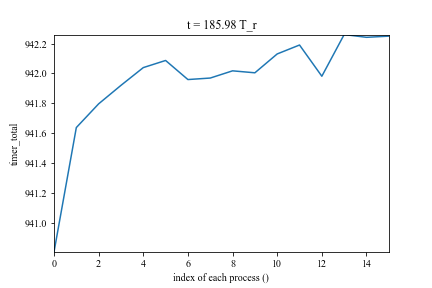 t = 185.98 T_r
942.2
942.0
941.8
941.6
941.4
941.2
941.0
timer_total
0 2 4 6 8 10 12 14
index of each process ()